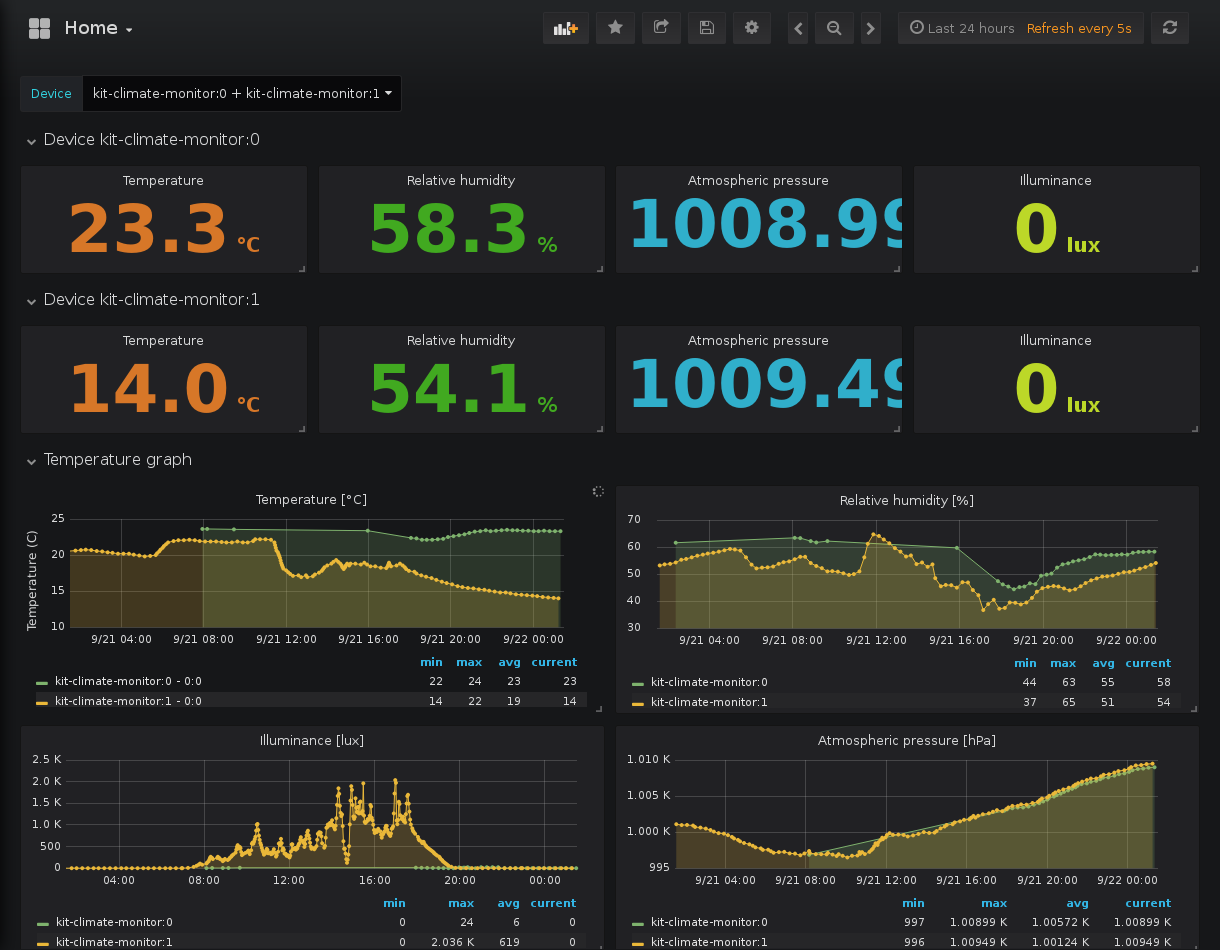 Home
Last 24 hours Refresh every 5s
Device kit-climate-monitor:0 + kit-climate-monitor:1
Device kit-climate-monitor:0
Temperature Relative humidity Atmospheric pressure Illuminance
23.3 °C 58.3 % 1008.99 0 lux
Device kit-climate-monitor:1
Temperature Relative humidity Atmospheric pressure Illuminance
14.0 °C 54.1 % 1009.49 0 lux
Temperature graph
Temperature [°C]
Temperature (C)
25
20
15
10
9/21 04:00 9/21 08:00 9/21 12:00 9/21 16:00 9/21 20:00 9/22 00:00
min max avg current
kit-climate-monitor:0 - 0:0 22 24 23 23
kit-climate-monitor:1 - 0:0 14 22 19 14
Relative humidity [%]
70
60
50
40
30
9/21 04:00 9/21 08:00 9/21 12:00 9/21 16:00 9/21 20:00 9/22 00:00
min max avg current
kit-climate-monitor:0 44 63 55 58
kit-climate-monitor:1 37 65 51 54
Illuminance [lux]
2.5 K
2.0 K
1.5 K
1.0 K
500
0
04:00 08:00 12:00 16:00 20:00 00:00
min max avg current
kit-climate-monitor:0 0 24 6 0
kit-climate-monitor:1 0 2.036 K 619 0
Atmospheric pressure [hPa]
1.010 K
1.005 K
1.000 K
995
9/21 04:00 9/21 08:00 9/21 12:00 9/21 16:00 9/21 20:00 9/22 00:00
min max avg current
kit-climate-monitor:0 997 1.00899 K 1.00572 K 1.00899 K
kit-climate-monitor:1 996 1.00949 K 1.00124 K 1.00949 K